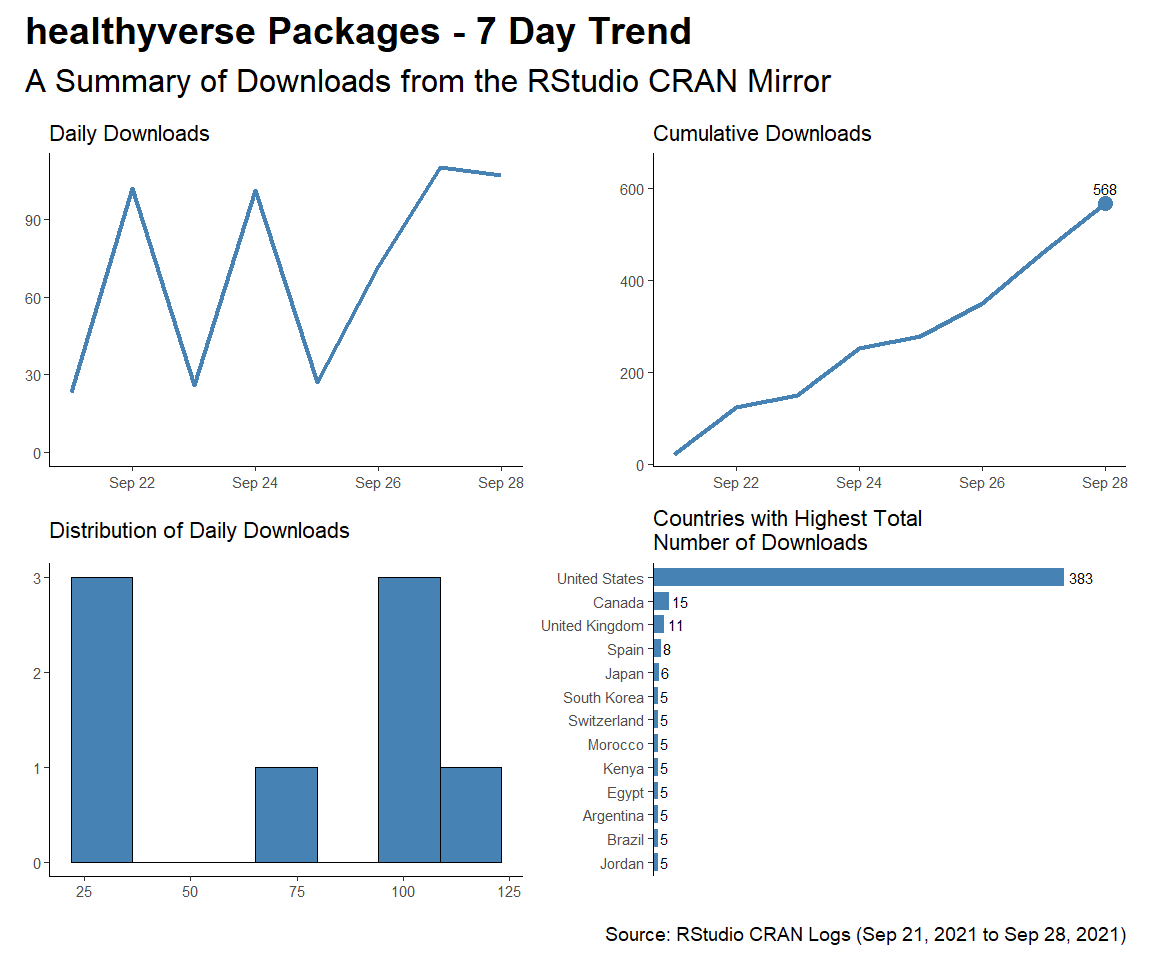 healthyverse Packages - 7 Day Trend
A Summary of Downloads from the RStudio CRAN Mirror
Daily Downloads
90
60
30
0
Sep 22 Sep 24 Sep 26 Sep 28
Cumulative Downloads
568
600
400
200
0
Sep 22 Sep 24 Sep 26 Sep 28
Distribution of Daily Downloads
3
2
1
0
25 50 75 100 125
Countries with Highest Total
Number of Downloads
United States 383
Canada 15
United Kingdom 11
Spain 8
Japan 6
South Korea 5
Switzerland 5
Morocco 5
Kenya 5
Egypt 5
Argentina 5
Brazil 5
Jordan 5
Source: RStudio CRAN Logs (Sep 21, 2021 to Sep 28, 2021)